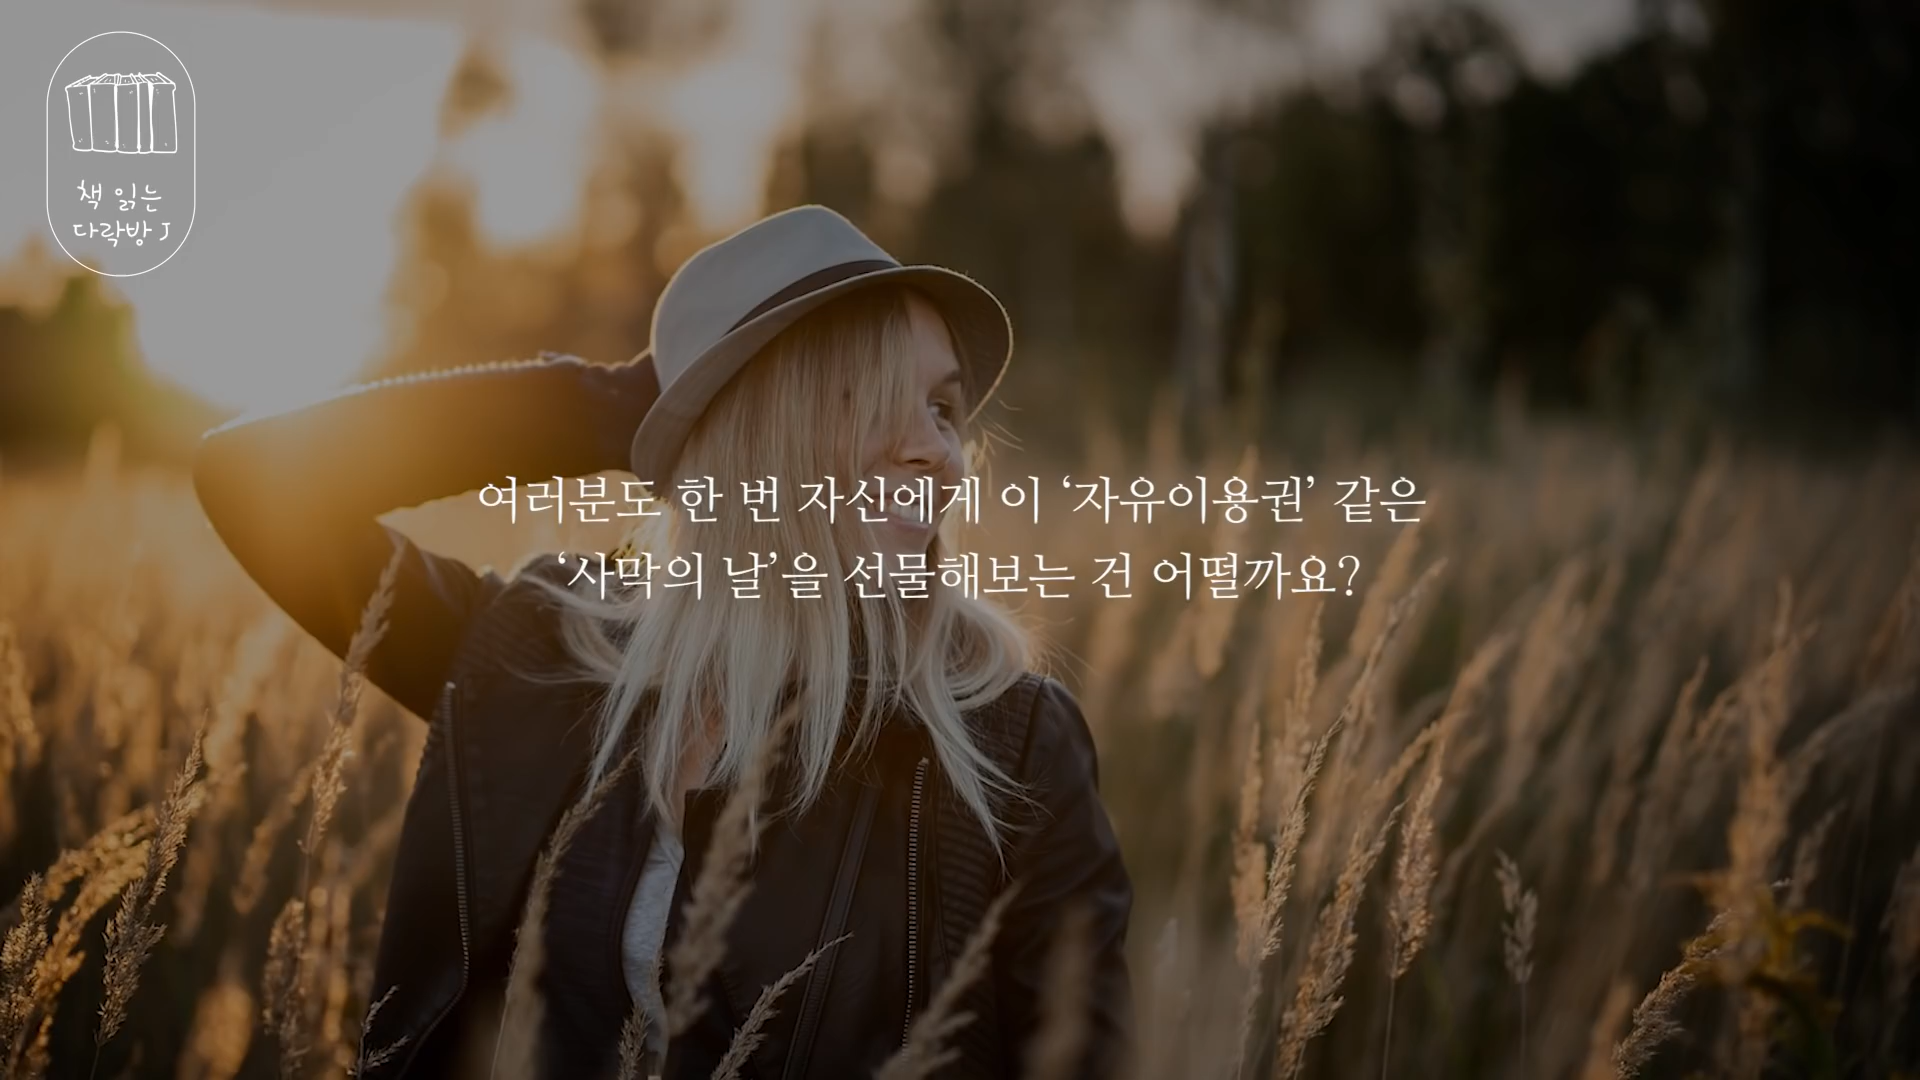 책 읽는
다락방 J
여러분도 한 번 자신에게 이 ‘자유이용권’ 같은
‘사막의 날’을 선물해보는 건 어떨까요?